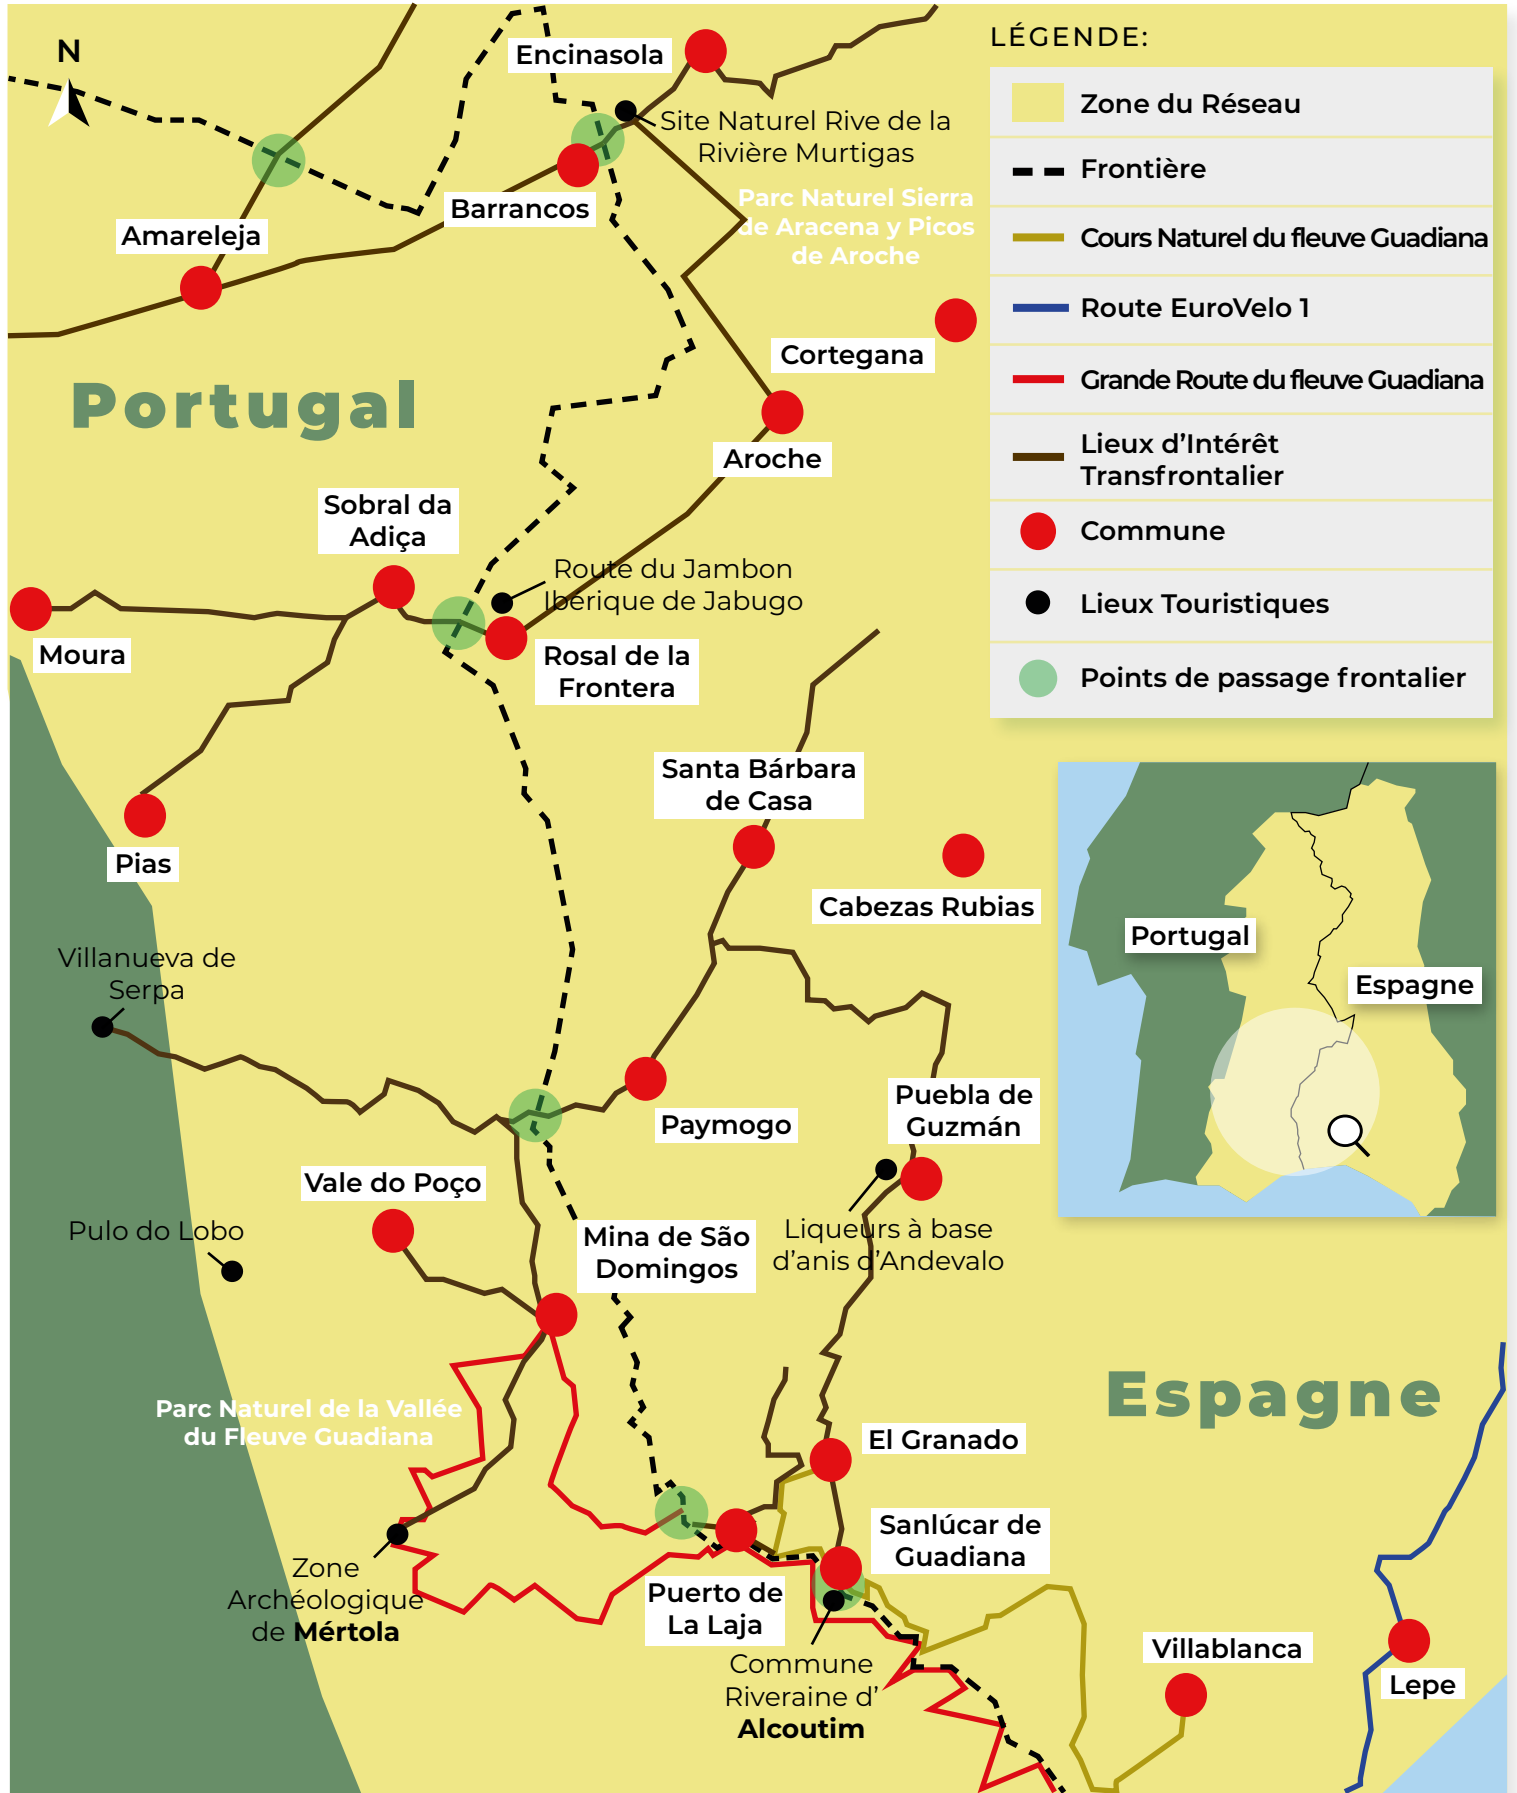 N
Encinasola
Site Naturel Rive de la
Rivière Murtigas
Barrancos
Parc Naturel Sierra
de Aracena y Picos
de Aroche
Amareleja
Cortegana
Portugal
Aroche
Sobral da
Adiça
Route du Jambon
Iberique de Jabugo
Moura
Rosal de la
Frontera
Santa Bárbara
de Casa
Pias
Cabezas Rubias
Villanueva de
Serpa
Paymogo
Puebla de
Guzmán
Vale do Poço
Pulo do Lobo
Mina de São
Domingos
Liqueurs à base
d'anis d'Andevalo
Parc Naturel de la Vallée
du Fleuve Guadiana
Espagne
El Granado
Sanlúcar de
Guadiana
Zone
Archéologique
de Mértola
Puerto de
La Laja
Commune
Riveraine d'
Alcoutim
Villablanca
Lepe
LÉGENDE:
Zone du Réseau
Frontière
Cours Naturel du fleuve Guadiana
Route EuroVelo 1
Grande Route du fleuve Guadiana
Lieux d'Intérêt
Transfrontalier
Commune
Lieux Touristiques
Points de passage frontalier
Portugal
Espagne